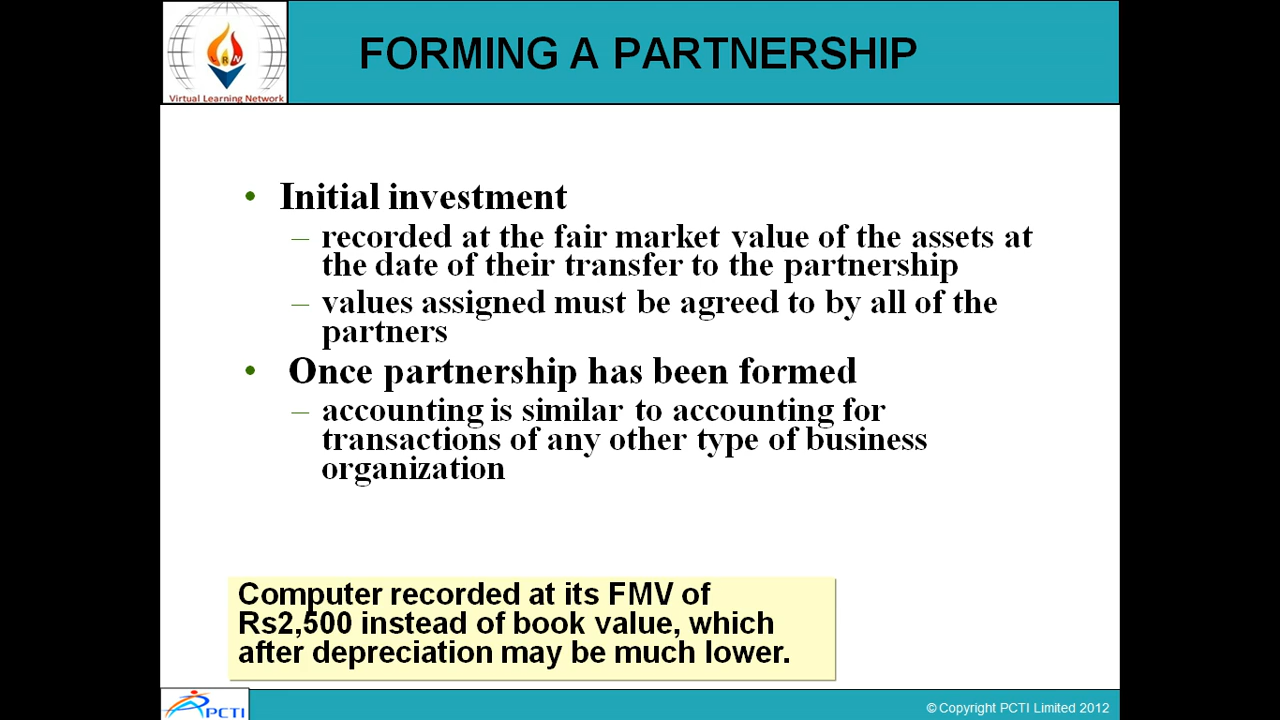 FORMING A PARTNERSHIP
LRN
Virtual Learning Network
• Initial investment
– recorded at the fair market value of the assets at
the date of their transfer to the partnership
– values assigned must be agreed to by all of the
partners
• Once partnership has been formed
– accounting is similar to accounting for
transactions of any other type of business
organization
Computer recorded at its FMV of
Rs2,500 instead of book value, which
after depreciation may be much lower.
PCTI
© Copyright PCTI Limited 2012